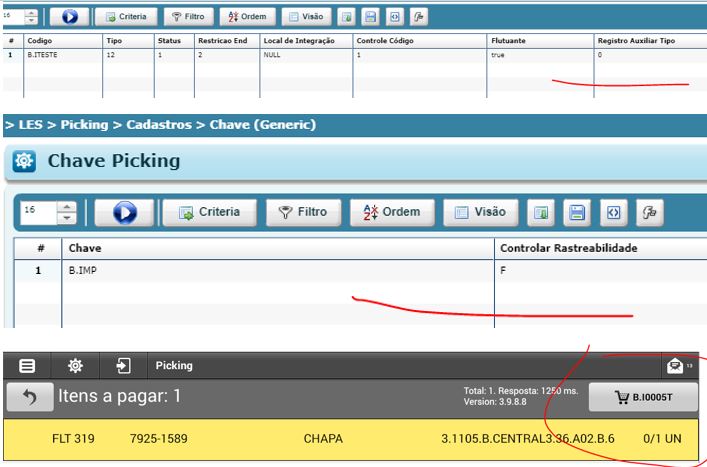 16 Criteria Filtro Ordem Visão
# Codigo Tipo Status Restricao End Local de Integração Controle Código Flutuante Registro Auxiliar Tipo
1 B.ITESTE 12 1 2 NULL 1 true 0
> LES > Picking > Cadastros > Chave (Generic)
Chave Picking
16 Criteria Filtro Ordem Visão
# Chave Controlar Rastreabilidade
1 B.IMP F
Picking 13
Itens a pagar: 1
Total: 1. Resposta: 1250 ms.
Version: 3.9.8.8
B.I0005T
FLT 319 7925-1589 CHAPA 3.1105.B.CENTRAL3.36.A02.B.6 0/1 UN